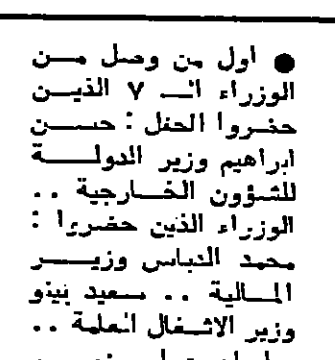 ● اول من وصل من
الوزراء الـ ٧ الذين
حضروا الحفل : حسن
ابراهيم وزير الدولة
للشؤون الخارجية ..
الوزراء الذين حضروا :
محمد الدباس وزير
المالية .. سعيد بينو
وزير الاشغال العامة ..